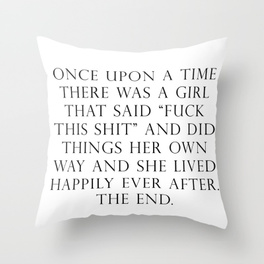 ONCE UPON A TIME
THERE WAS A GIRL
THAT SAID “FUCK
THIS SHIT” AND DID
THINGS HER OWN
WAY AND SHE LIVED
HAPPILY EVER AFTER.
THE END.